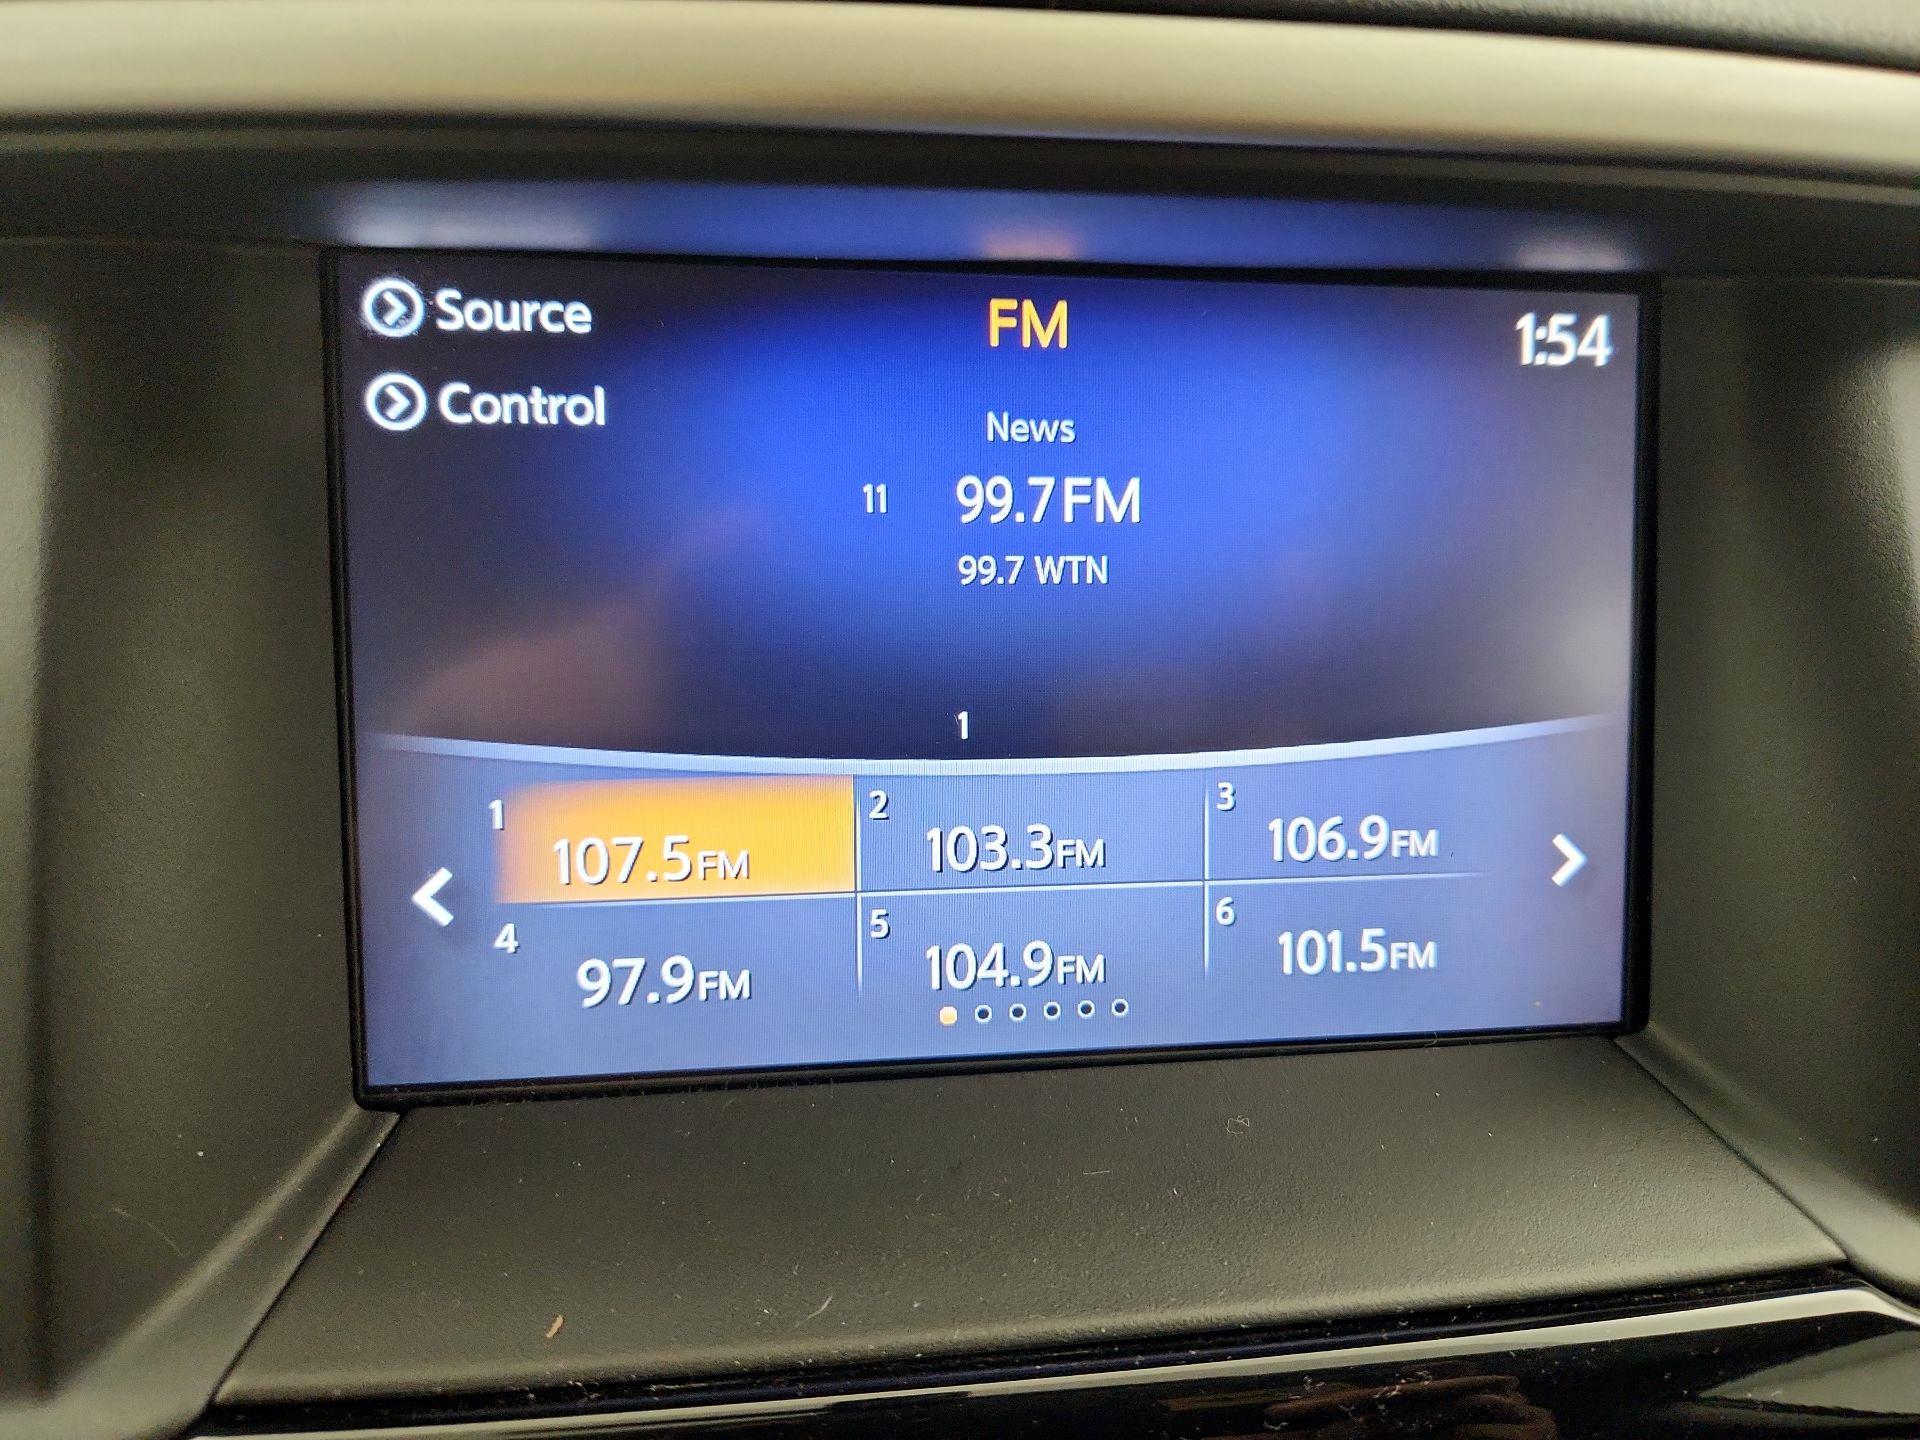 Source
FM
1:54
Control
News
11 99.7FM
99.7 WTN
1
1 107.5FM
2 103.3FM
3 106.9FM
4 97.9FM
5 104.9FM
6 101.5FM